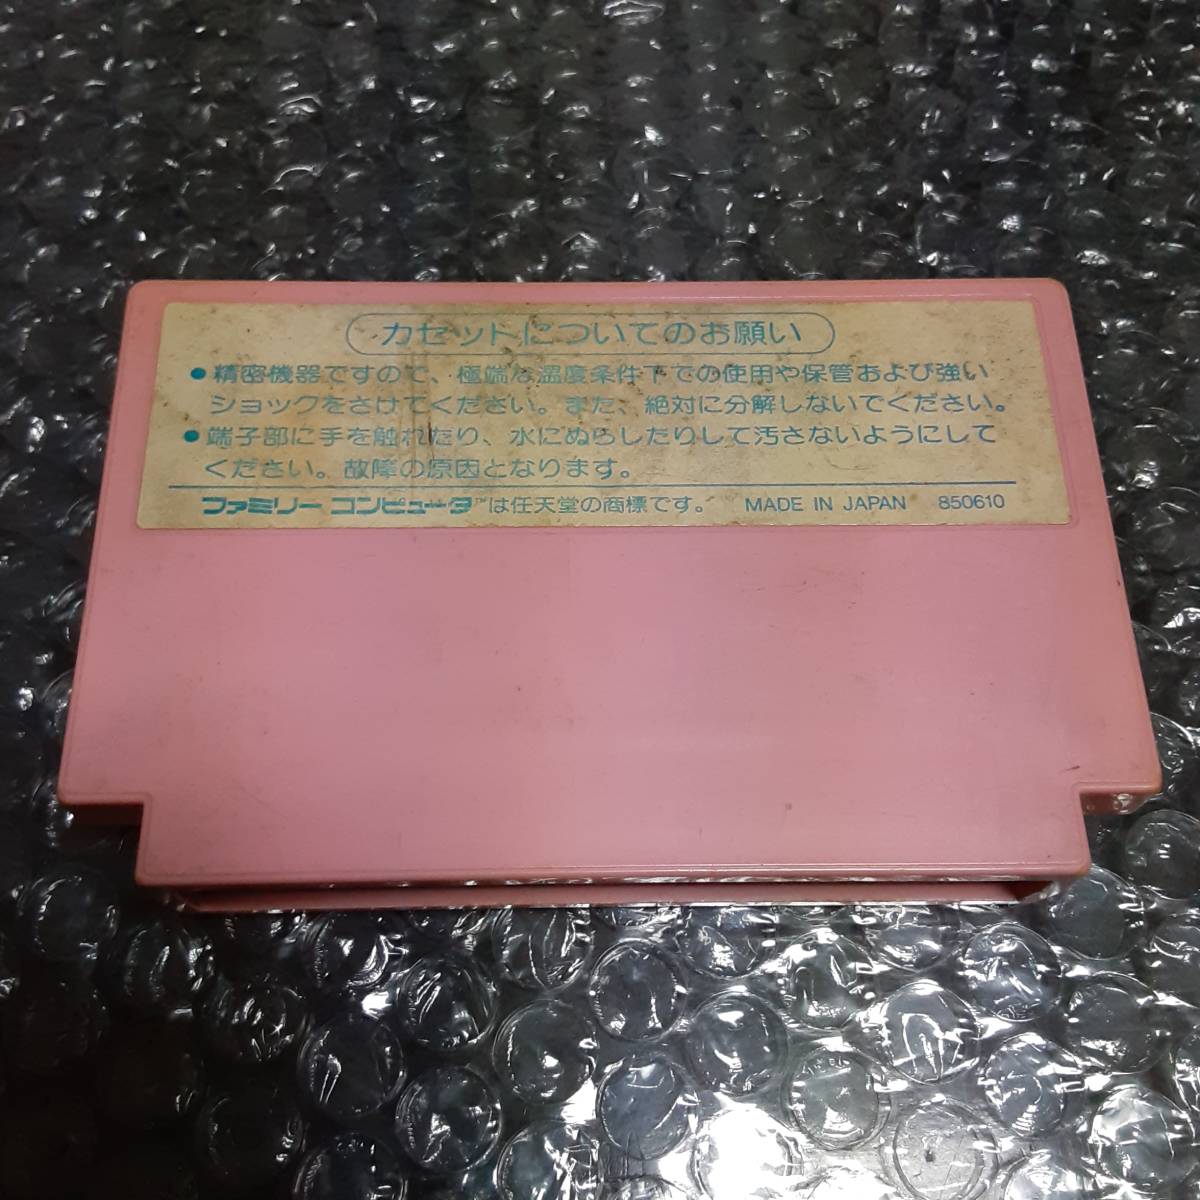 カセットについてのお願い
●精密機器ですので、極端な温度条件下での使用や保管および強い
ショックをさけてください。また、絶対に分解しないでください。
●端子部に手を触れたり、水にぬらしたりして汚さないようにして
ください。故障の原因となります。
ファミリー コンピュータ™は任天堂の商標です。 MADE IN JAPAN 850610